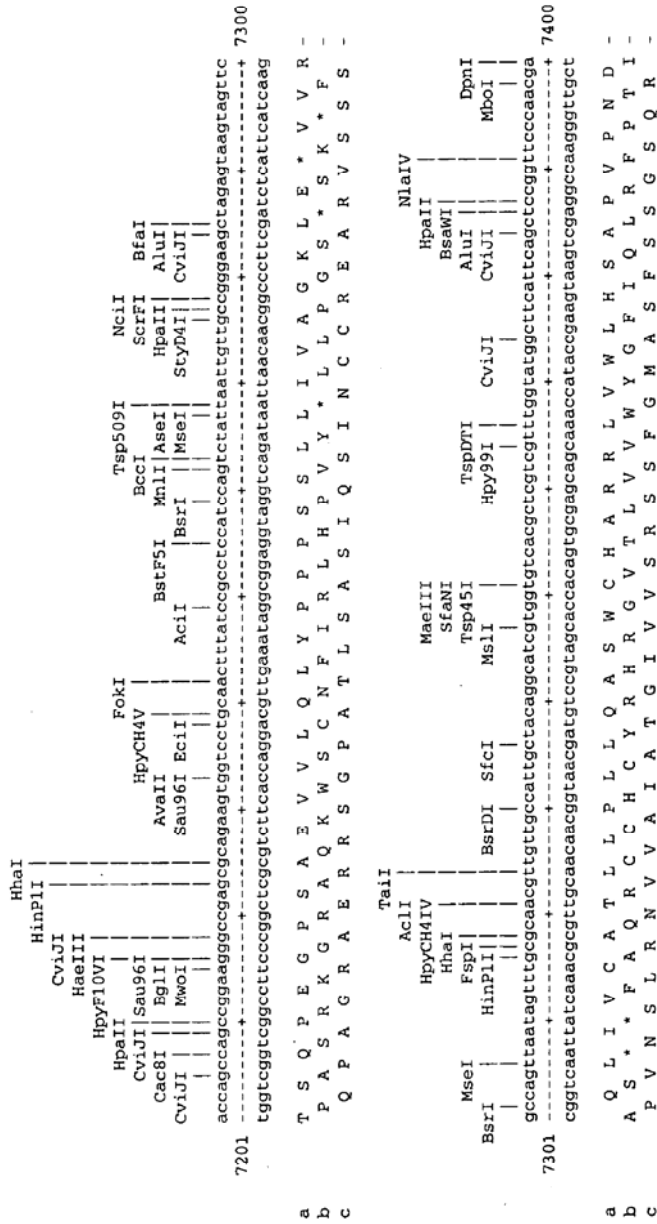 HhaI
HinP1I
CviJI
HaeIII
HpyF10VI
HpaII FokI Tsp509I NciI
CviJI Sau96I HpyCH4V BccI ScrFI BfaI
Cac8I BglI AvaII BstF5I MnlI AseI HpaII AluI
CviJI MwoI Sau96I EciI AciI BsrI MseI StyD4I CviJI
accagccagccggaagggccgagcgcagaagtggtcctgcaactttatccgcctccatccagtctattaattgttgccgggaagctagagtaagtagttc
7201 ---------+---------+---------+---------+---------+---------+---------+---------+---------+---------+ 7300
tggtcggtcggccttcccggctcgcgtcttcaccaggacgttgaaataggcggaggtaggtcagataattaacaacggcccttcgatctcattcatcaag
a T S Q P E G P S A E V V L Q L Y P P P S S L L I V A G K L E * V V R -
b P A S R K G R A Q K W S C N F I R L H P V Y * L L P G S * S K * F -
c Q P A G R A E R R S G P A T L S A S I Q S I N C C R E A R V S S S -
TaiI
AclI
HpyCH4IV MaeIII NlaIV
HhaI SfaNI HpaII
BsaWI
MseI FspI Tsp45I TspDTI AluI DpnI
BsrI HinP1I BsrDI SfcI MslI Hpy99I CviJI CviJI MboI
gccagttaatagtttgcgcaacgttgttgccattgctacaggcatcgtggtgtcacgctcgtcgtttggtatggcttcattcagctccggttcccaacga
7301 ---------+---------+---------+---------+---------+---------+---------+---------+---------+---------+ 7400
cggtcaattatcaaacgcgttgcaacaacggtaacgatgtccgtagcaccacagtgcgagcagcaaaccataccgaagtaagtcgaggccaagggttgct
a Q L I V C A T L L P L L Q A S W C H A R R L V W L H S A P V P N D -
b A S * * F A Q R C C H C Y R H R G V T L V V W Y G F I Q L R F P T I -
c P V N S L R N V V A I A T G I V V S R S S F G M A S F S S G S Q R -